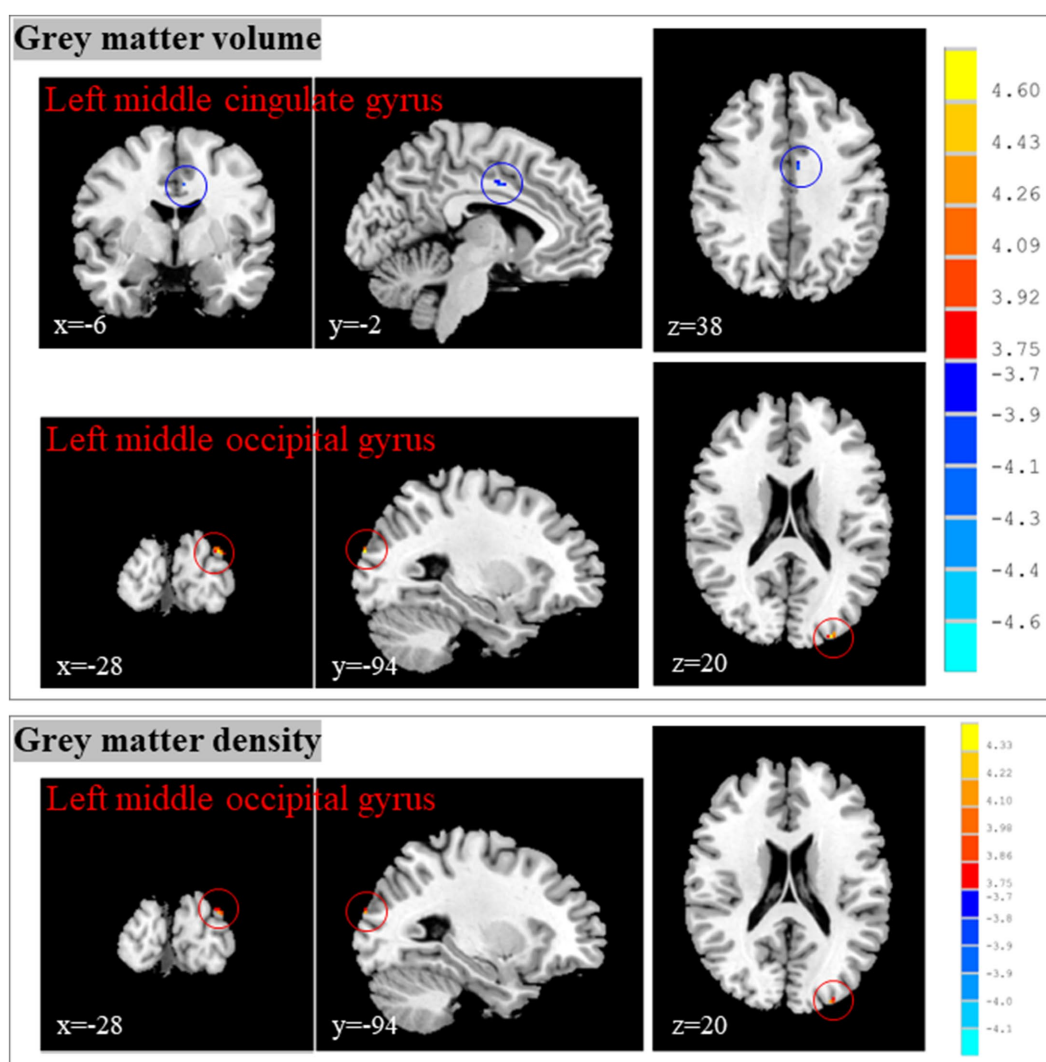 Grey matter volume
Left middle cingulate gyrus
x=-6
y=-2
z=38
Left middle occipital gyrus
x=-28
y=-94
z=20
4.60
4.43
4.26
4.09
3.92
3.75
-3.7
-3.9
-4.1
-4.3
-4.4
-4.6
Grey matter density
Left middle occipital gyrus
x=-28
y=-94
z=20
4.33
4.22
4.10
3.98
3.86
3.75
-3.7
-3.8
-3.9
-3.9
-4.0
-4.1